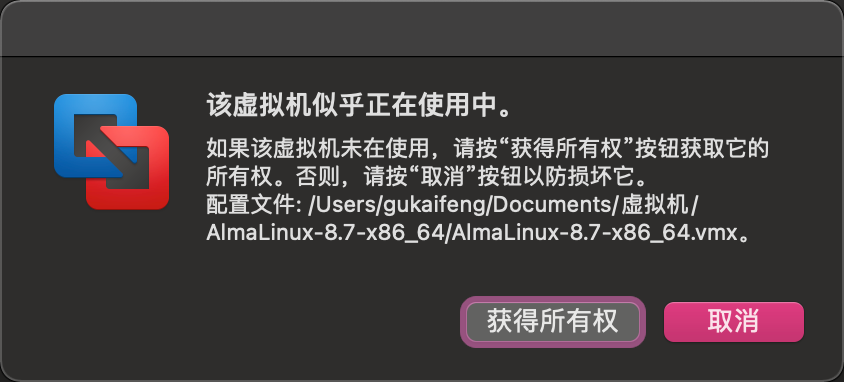 该虚拟机似乎正在使用中。
如果该虚拟机未在使用，请按“获得所有权”按钮获取它的
所有权。否则，请按“取消”按钮以防损坏它。
配置文件: /Users/gukaifeng/Documents/虚拟机/
AlmaLinux-8.7-x86_64/AlmaLinux-8.7-x86_64.vmx。
获得所有权
取消